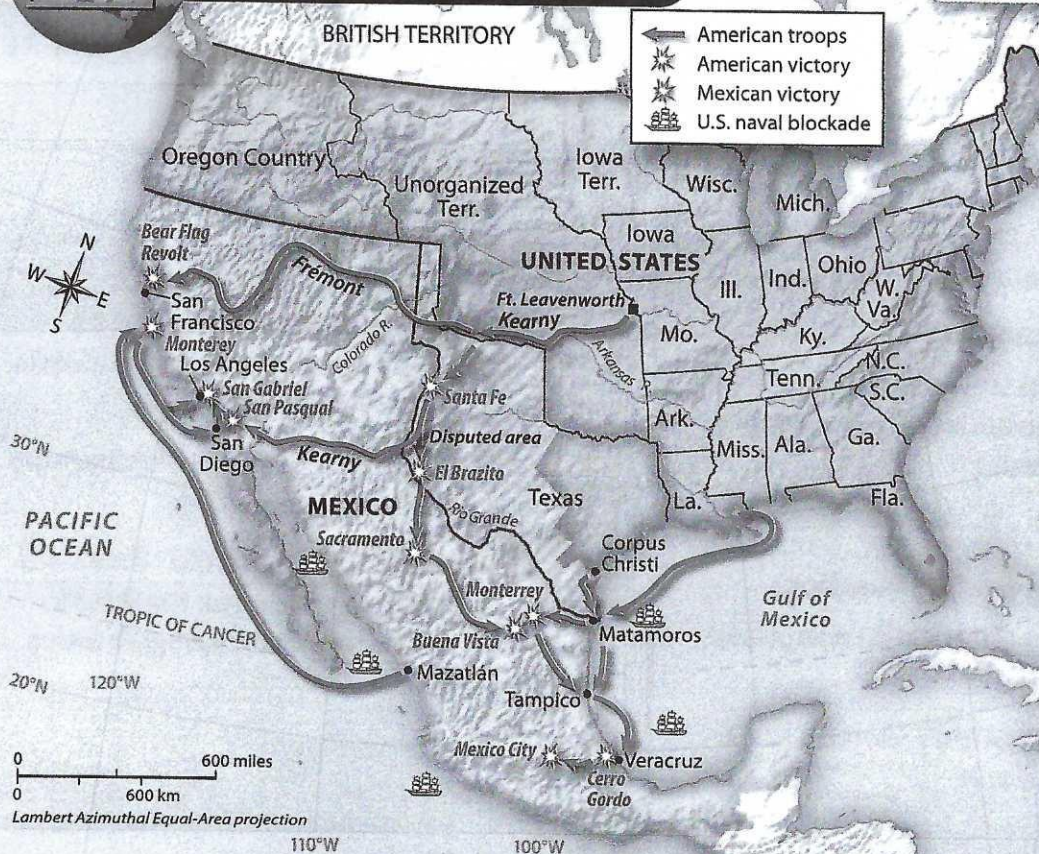 BRITISH TERRITORY
American troops
American victory
Mexican victory
U.S. naval blockade
Oregon Country
Unorganized
Terr.
Iowa
Terr.
Wisc.
Mich.
Iowa
UNITED STATES
Ill.
Ind.
Ohio
W.
Va.
Bear Flag
Revolt
N
W
E
S
Frémont
Ft. Leavenworth
Kearny
San
Francisco
Monterey
Colorado R.
Arkansas
Mo.
Ky.
N.C.
Tenn.
S.C.
Los Angeles
San Gabriel
San Pasqual
Santa Fe
Ark.
Miss.
Ala.
Ga.
30°N
San
Diego
Kearny
Disputed area
El Brazito
Texas
La.
Fla.
PACIFIC
OCEAN
MEXICO
Rio Grande
Sacramento
Corpus
Christi
Monterrey
Gulf of
Mexico
TROPIC OF CANCER
Buena Vista
Matamoros
20°N
120°W
Mazatlán
Tampico
Mexico City
Veracruz
Cerro
Gordo
0 600 miles
0 600 km
Lambert Azimuthal Equal-Area projection
110°W
100°W